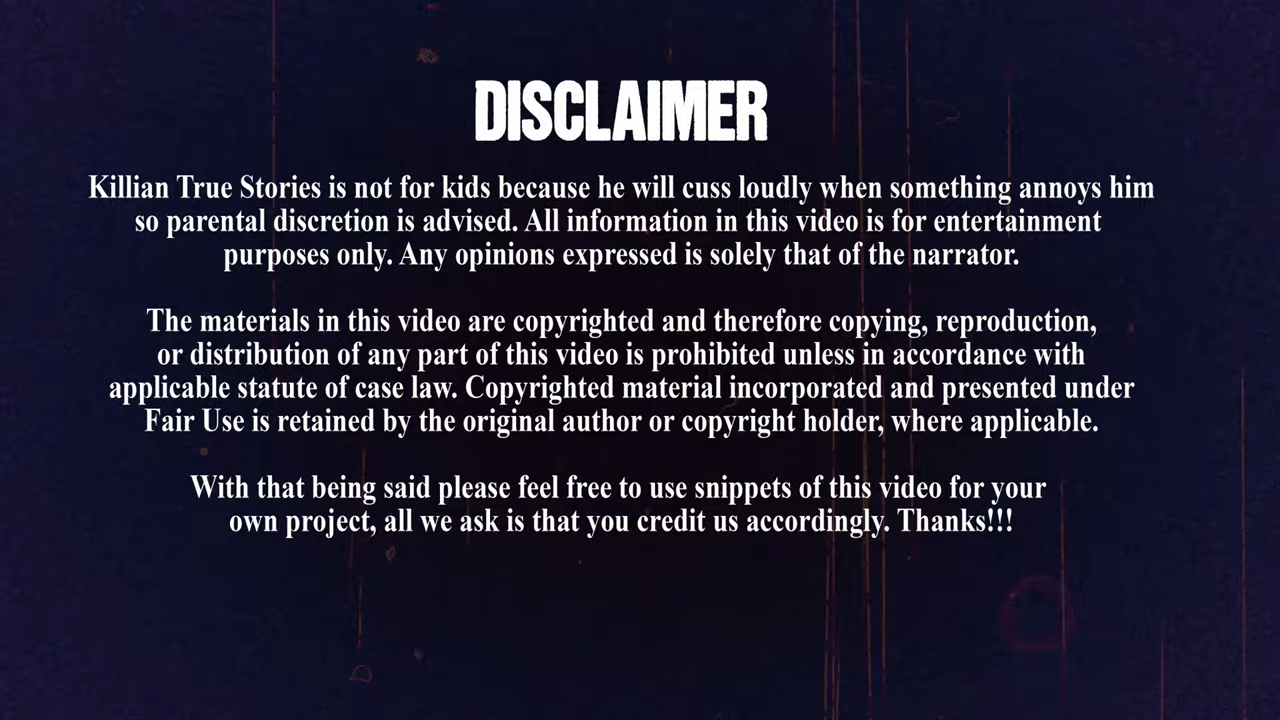 DISCLAIMER
Killian True Stories is not for kids because he will cuss loudly when something annoys him
so parental discretion is advised. All information in this video is for entertainment
purposes only. Any opinions expressed is solely that of the narrator.
The materials in this video are copyrighted and therefore copying, reproduction,
or distribution of any part of this video is prohibited unless in accordance with
applicable statute of case law. Copyrighted material incorporated and presented under
Fair Use is retained by the original author or copyright holder, where applicable.
With that being said please feel free to use snippets of this video for your
own project, all we ask is that you credit us accordingly. Thanks!!!